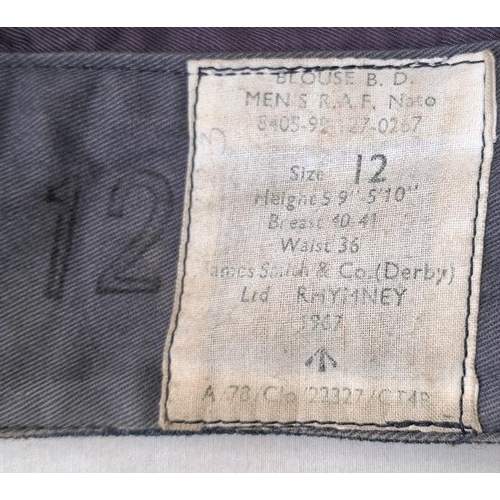 12
BLOUSE B. D.
MEN'S R.A.F. Nato
8405-99 127-0267
Size 12
Height 5'9"-5'10"
Breast 40-41
Waist 36
James Smith & Co.(Derby)
Ltd RHYMNEY
1967
A/78/Clo/22327/